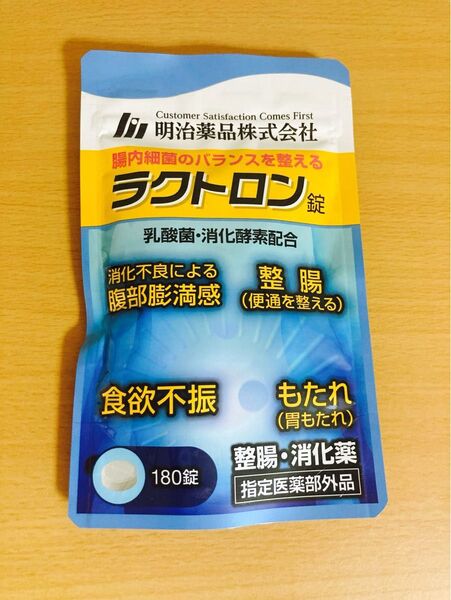 Customer Satisfaction Comes First
明治薬品株式会社
腸内細菌のバランスを整える
ラクトロン錠
乳酸菌・消化酵素配合
消化不良による
腹部膨満感
整腸
(便通を整える)
食欲不振
もたれ
(胃もたれ)
整腸・消化薬
指定医薬部外品
180錠